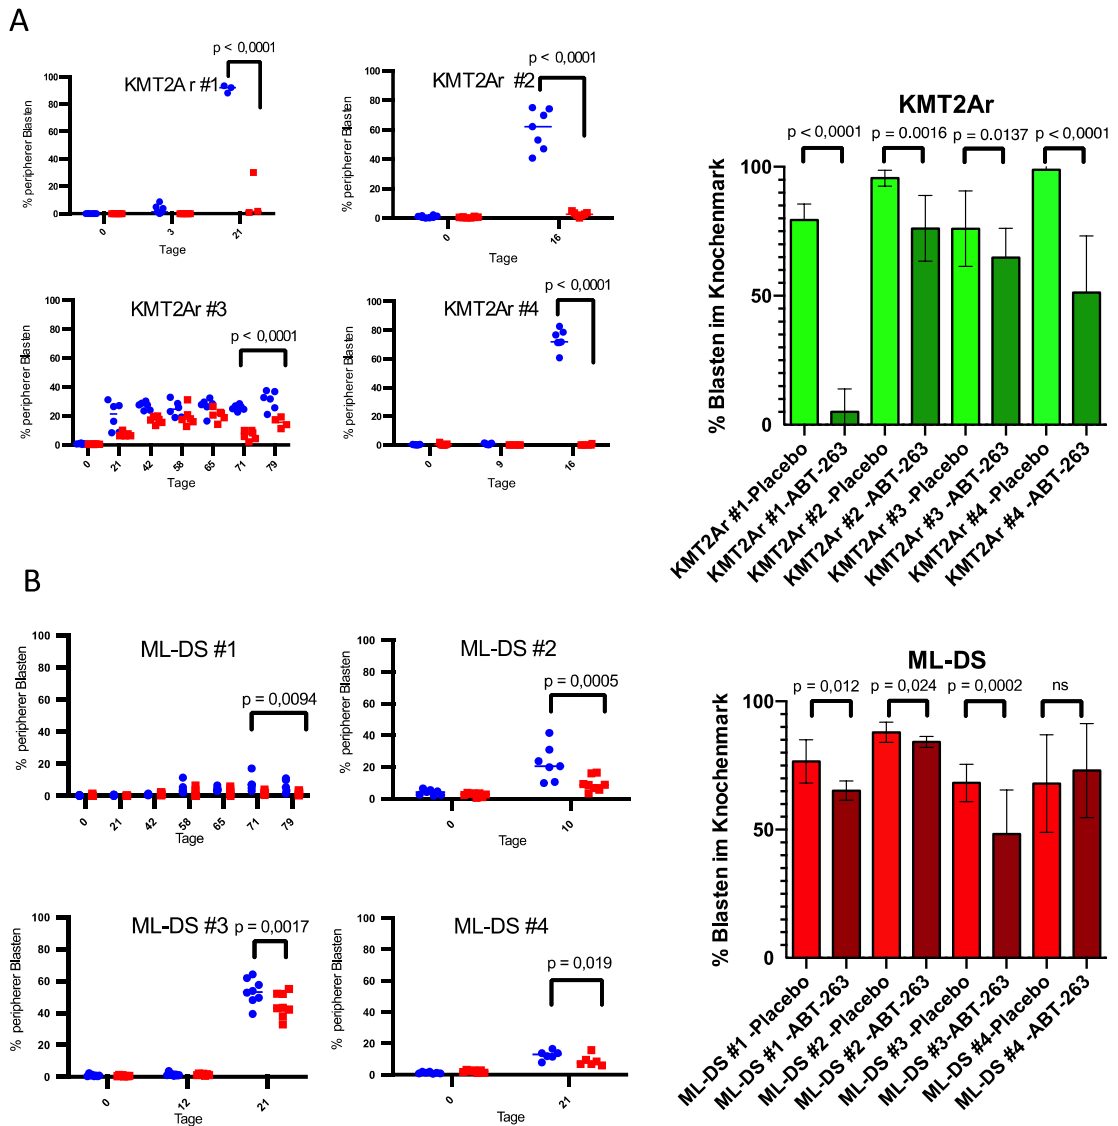 A
p < 0,0001
KMT2A r #1
% peripherer Blasten
100
80
60
40
20
0
0
3
21
Tage
p < 0,0001
KMT2Ar #2
% peripherer Blasten
100
80
60
40
20
0
0
16
Tage
KMT2Ar #3
p < 0,0001
% peripherer Blasten
100
80
60
40
20
0
0
21
42
58
65
71
79
Tage
p < 0,0001
KMT2Ar #4
% peripherer Blasten
100
80
60
40
20
0
0
9
16
Tage
KMT2Ar
p < 0,0001
p = 0.0016
p = 0.0137
p < 0,0001
% Blasten im Knochenmark
100
50
0
KMT2Ar #1-Placebo
KMT2Ar #1-ABT-263
KMT2Ar #2 -Placebo
KMT2Ar #2 -ABT-263
KMT2Ar #3 -Placebo
KMT2Ar #3 -ABT-263
KMT2Ar #4 -Placebo
KMT2Ar #4 -ABT-263
B
ML-DS #1
p = 0,0094
% peripherer Blasten
100
80
60
40
20
0
0
21
42
58
65
71
79
Tage
ML-DS #2
p = 0,0005
% peripherer Blasten
100
80
60
40
20
0
0
10
Tage
ML-DS #3
p = 0,0017
% peripherer Blasten
100
80
60
40
20
0
0
12
21
Tage
ML-DS #4
p = 0,019
% peripherer Blasten
100
80
60
40
20
0
0
21
Tage
ML-DS
p = 0,012
p = 0,024
p = 0,0002
ns
% Blasten im Knochenmark
100
50
0
ML-DS #1 -Placebo
ML-DS #1 -ABT-263
ML-DS #2 -Placebo
ML-DS #2 -ABT-263
ML-DS #3 -Placebo
ML-DS #3-ABT-263
ML-DS #4-Placebo
ML-DS #4 -ABT-263